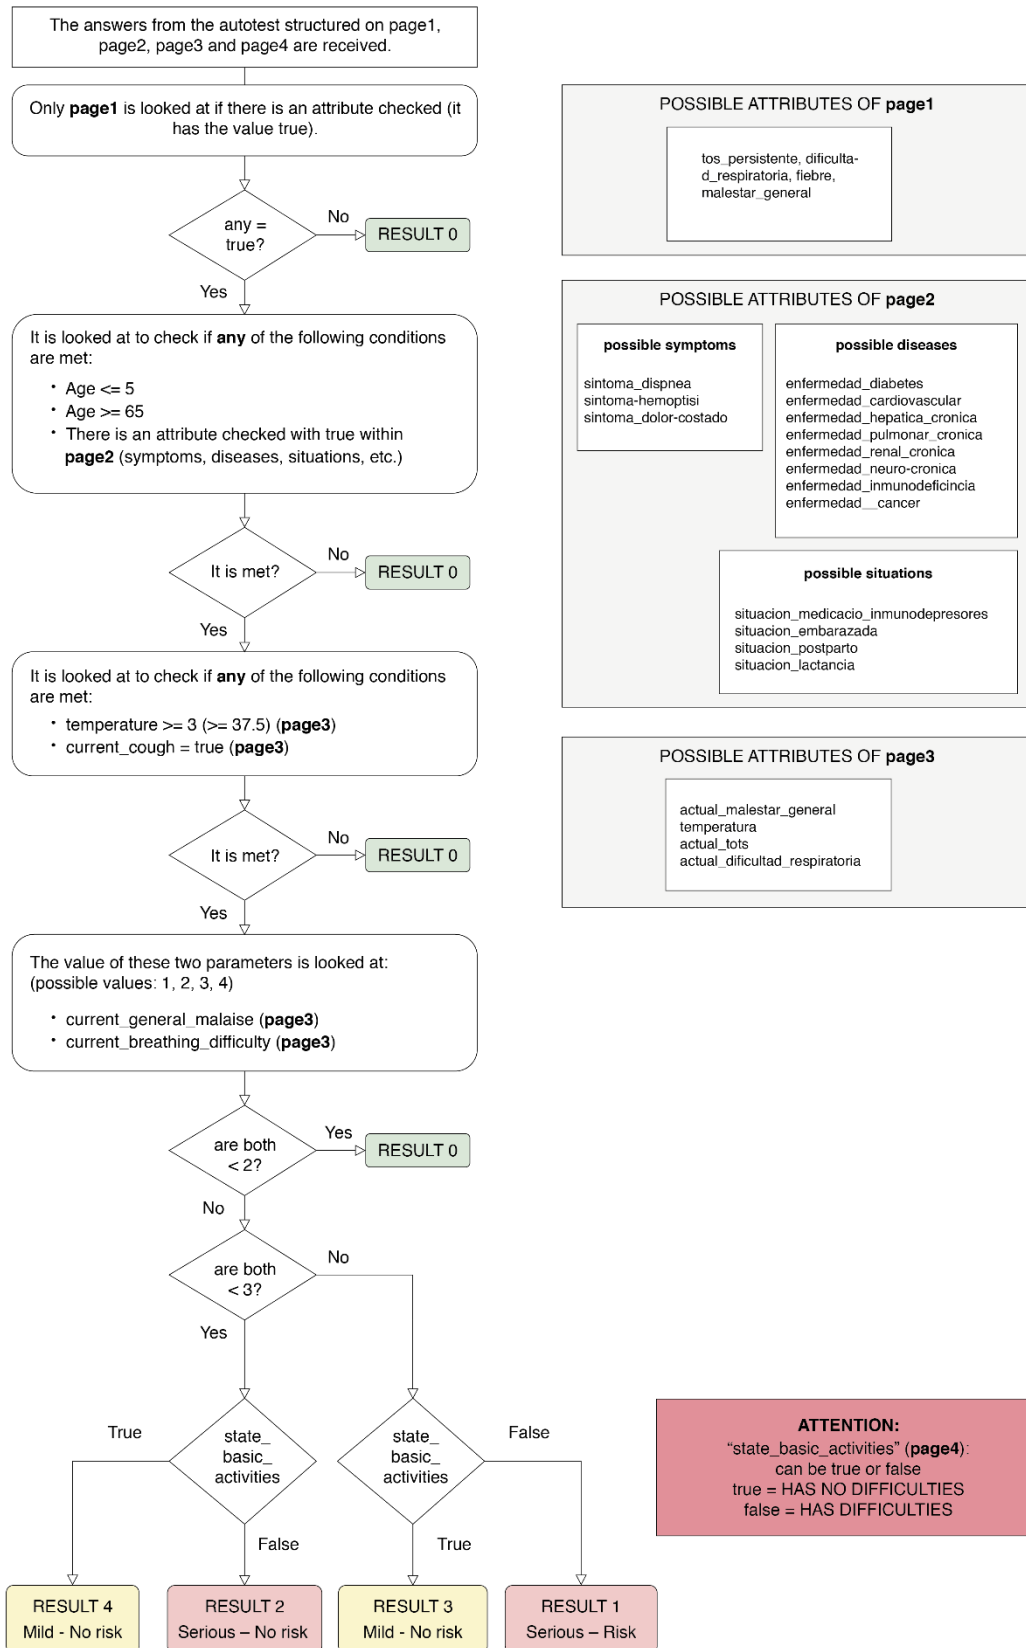 The answers from the autotest structured on page1,
page2, page3 and page4 are received.
Only page1 is looked at if there is an attribute checked (it
has the value true).
any =
true?
No
RESULT 0
Yes
It is looked at to check if any of the following conditions
are met:
• Age <= 5
• Age >= 65
• There is an attribute checked with true within
page2 (symptoms, diseases, situations, etc.)
It is met?
No
RESULT 0
Yes
It is looked at to check if any of the following conditions
are met:
• temperature >= 3 (>= 37.5) (page3)
• current_cough = true (page3)
It is met?
No
RESULT 0
Yes
The value of these two parameters is looked at:
(possible values: 1, 2, 3, 4)
• current_general_malaise (page3)
• current_breathing_difficulty (page3)
are both
< 2?
Yes
RESULT 0
No
are both
< 3?
No
Yes
True
state_
basic_
activities
False
state_
basic_
activities
False
True
RESULT 4
Mild - No risk
RESULT 2
Serious – No risk
RESULT 3
Mild - No risk
RESULT 1
Serious – Risk
POSSIBLE ATTRIBUTES OF page1
tos_persistente, dificulta-
d_respiratoria, fiebre,
malestar_general
POSSIBLE ATTRIBUTES OF page2
possible symptoms
sintoma_dispnea
sintoma-hemoptisi
sintoma_dolor-costado
possible diseases
enfermedad_diabetes
enfermedad_cardiovascular
enfermedad_hepatica_cronica
enfermedad_pulmonar_cronica
enfermedad_renal_cronica
enfermedad_neuro-cronica
enfermedad_inmunodeficincia
enfermedad__cancer
possible situations
situacion_medicacio_inmunodepresores
situacion_embarazada
situacion_postparto
situacion_lactancia
POSSIBLE ATTRIBUTES OF page3
actual_malestar_general
temperatura
actual_tots
actual_dificultad_respiratoria
ATTENTION:
“state_basic_activities” (page4):
can be true or false
true = HAS NO DIFFICULTIES
false = HAS DIFFICULTIES